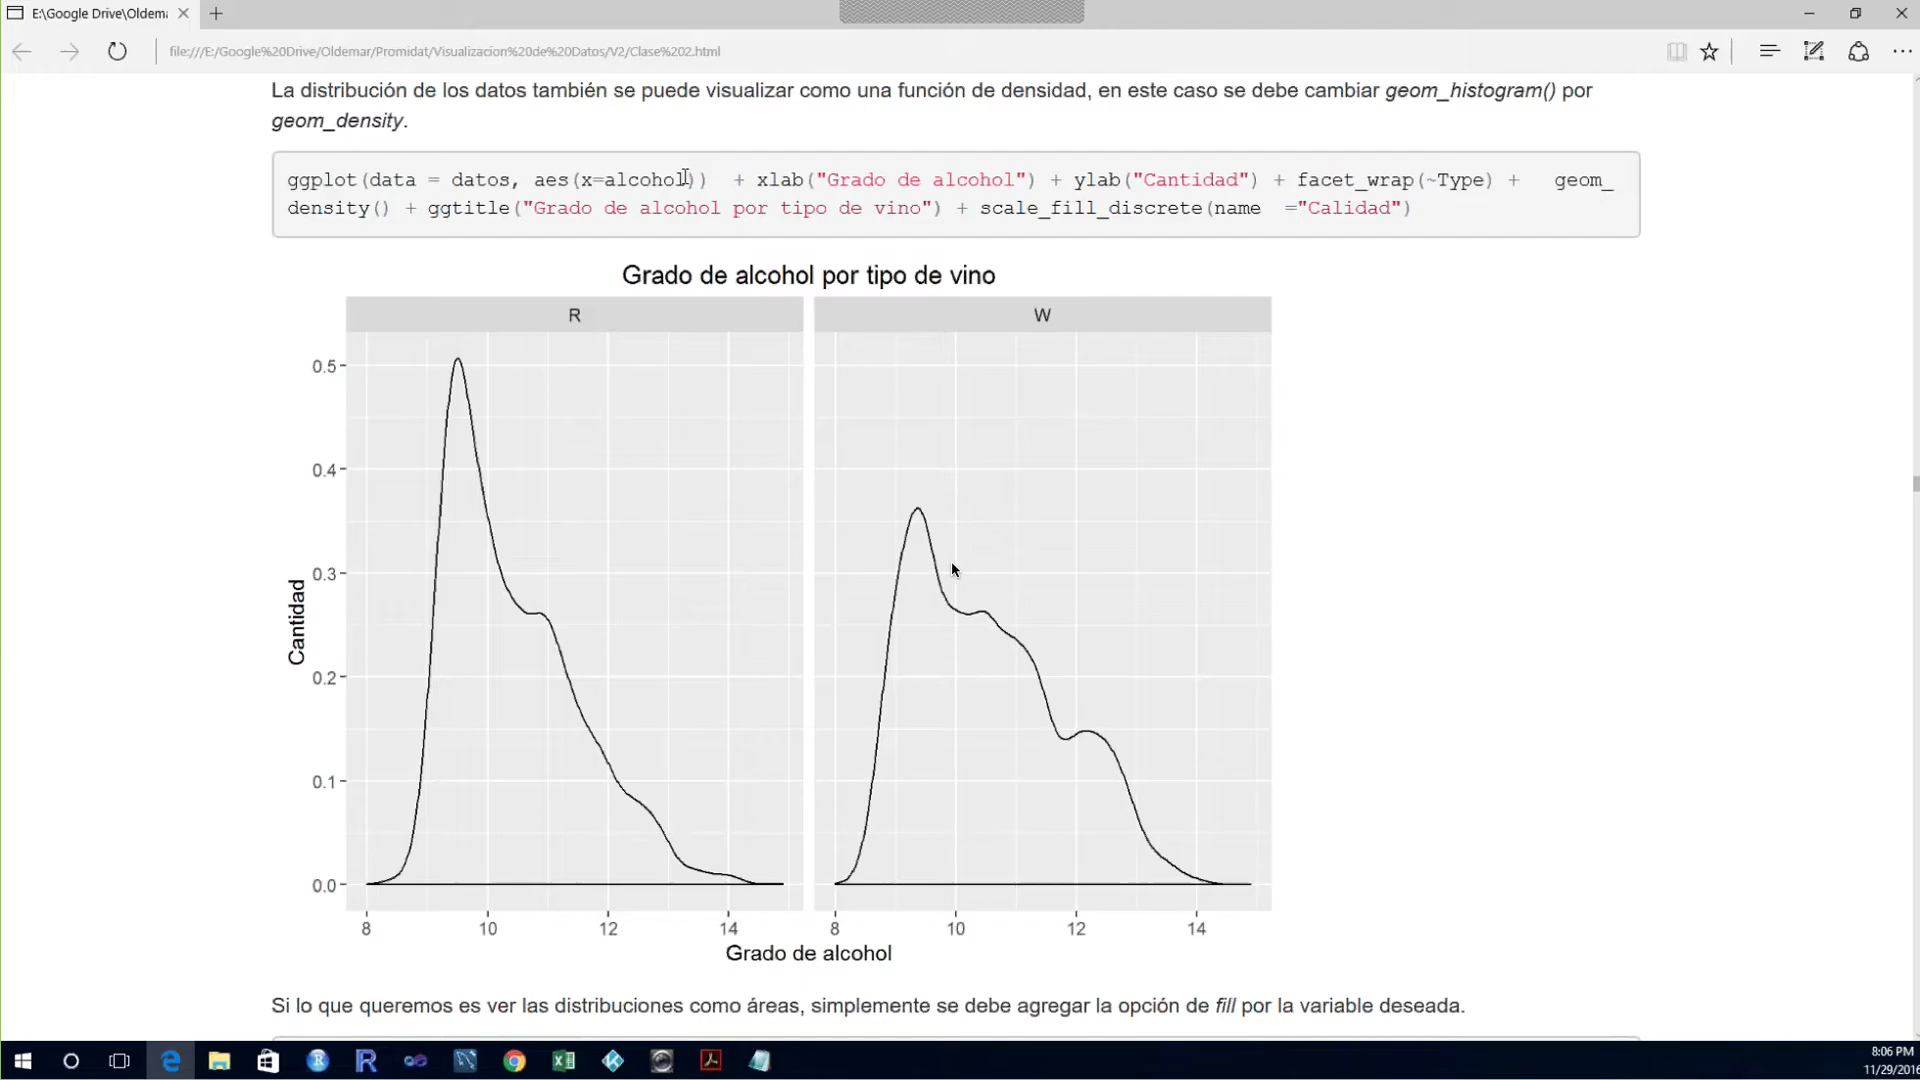 E:\Google Drive\Oldema
file:///E:/Google%20Drive/Oldemar/Promidat/Visualizacion%20de%20Datos/V2/Clase%202.html
La distribución de los datos también se puede visualizar como una función de densidad, en este caso se debe cambiar geom_histogram() por
geom_density.
ggplot(data = datos, aes(x=alcohol)) + xlab("Grado de alcohol") + ylab("Cantidad") + facet_wrap(~Type) + geom_
density() + ggtitle("Grado de alcohol por tipo de vino") + scale_fill_discrete(name ="Calidad")
Grado de alcohol por tipo de vino
R W
0.5
0.4
0.3
0.2
0.1
0.0
Cantidad
8 10 12 14 8 10 12 14
Grado de alcohol
Si lo que queremos es ver las distribuciones como áreas, simplemente se debe agregar la opción de fill por la variable deseada.
8:06 PM
11/29/2016